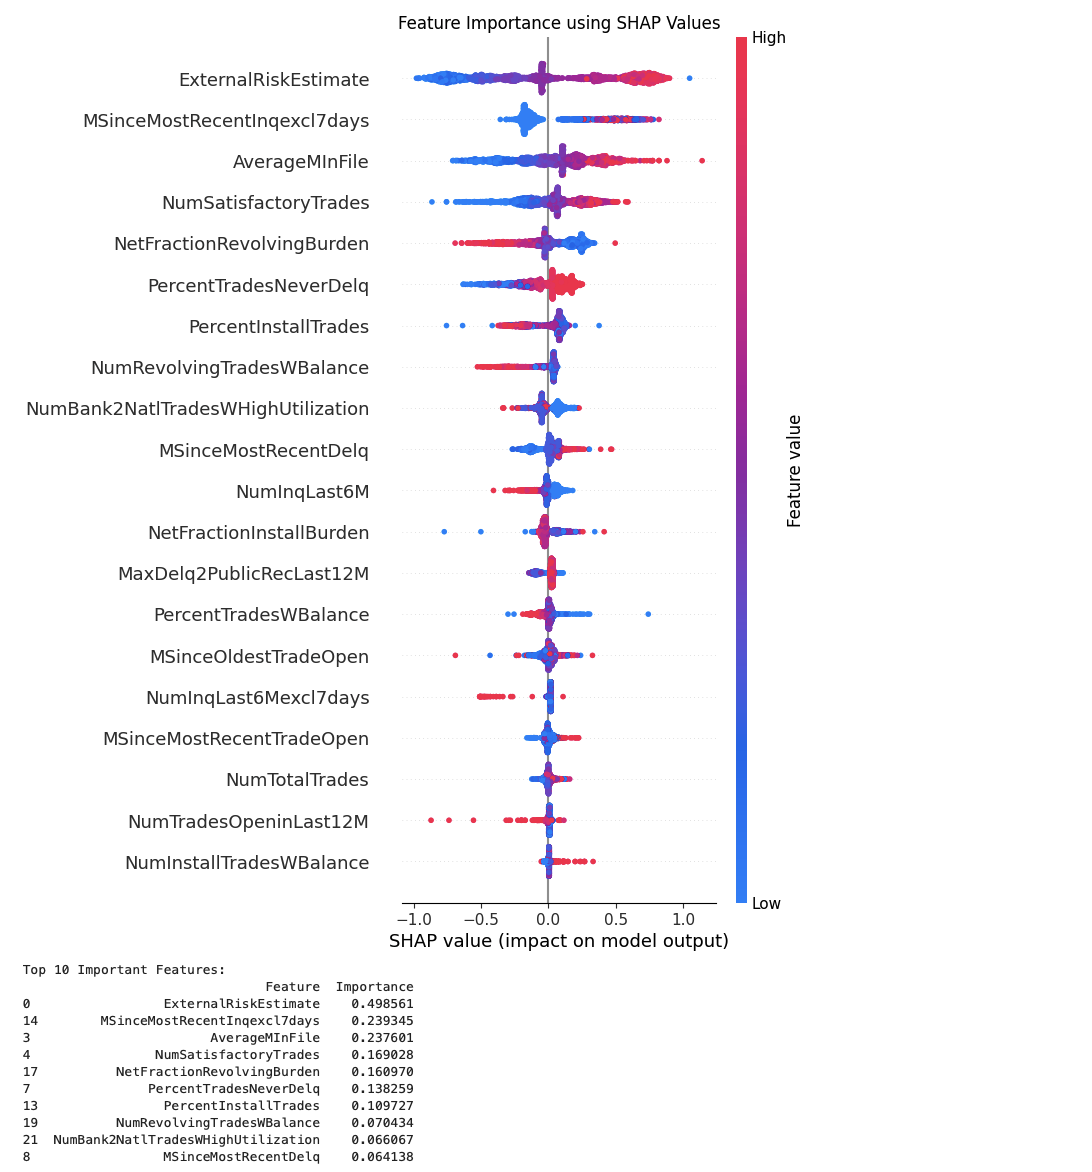 Feature Importance using SHAP Values
High
ExternalRiskEstimate
MSinceMostRecentInqexcl7days
AverageMInFile
NumSatisfactoryTrades
NetFractionRevolvingBurden
PercentTradesNeverDelq
PercentInstallTrades
NumRevolvingTradesWBalance
NumBank2NatlTradesWHighUtilization
MSinceMostRecentDelq
NumInqLast6M
NetFractionInstallBurden
MaxDelq2PublicRecLast12M
PercentTradesWBalance
MSinceOldestTradeOpen
NumInqLast6Mexcl7days
MSinceMostRecentTradeOpen
NumTotalTrades
NumTradesOpeninLast12M
NumInstallTradesWBalance
Feature value
Low
−1.0 −0.5 0.0 0.5 1.0
SHAP value (impact on model output)
Top 10 Important Features:
Feature Importance
0 ExternalRiskEstimate 0.498561
14 MSinceMostRecentInqexcl7days 0.239345
3 AverageMInFile 0.237601
4 NumSatisfactoryTrades 0.169028
17 NetFractionRevolvingBurden 0.160970
7 PercentTradesNeverDelq 0.138259
13 PercentInstallTrades 0.109727
19 NumRevolvingTradesWBalance 0.070434
21 NumBank2NatlTradesWHighUtilization 0.066067
8 MSinceMostRecentDelq 0.064138